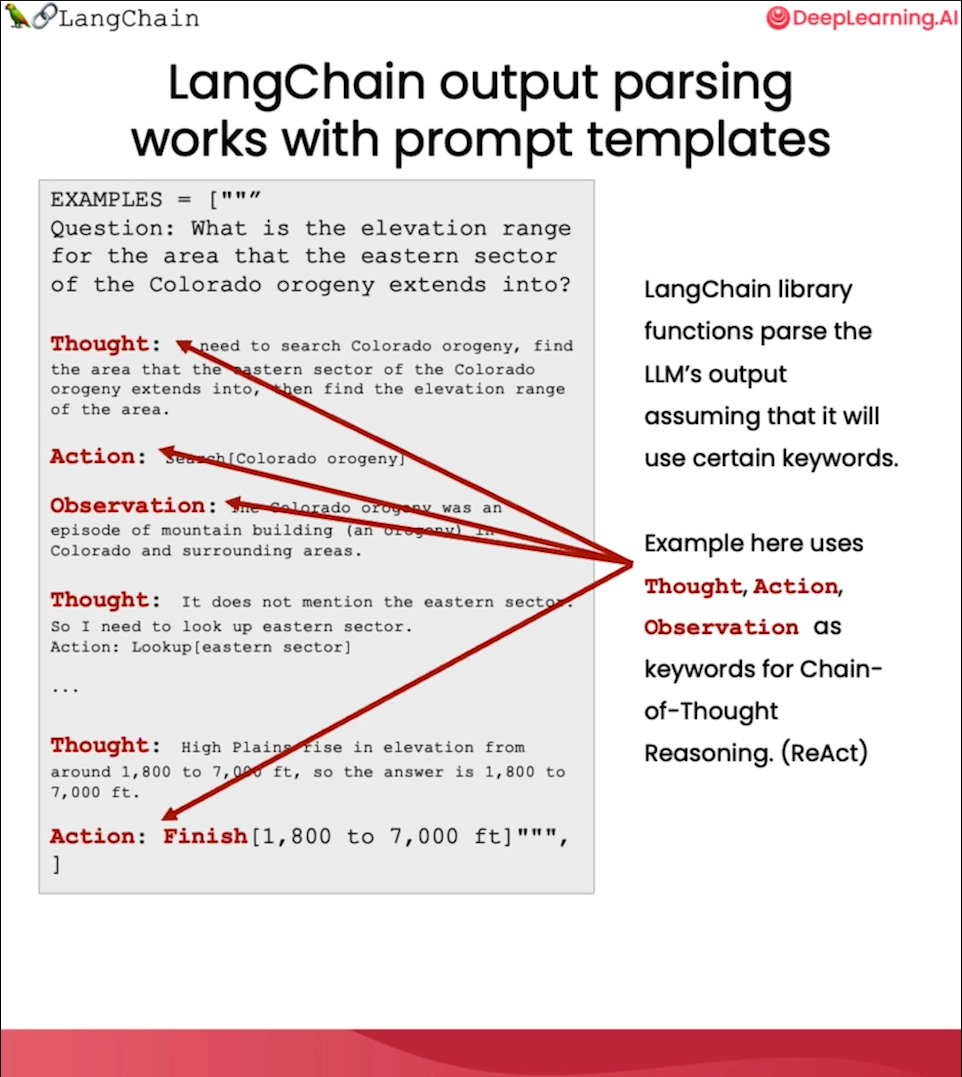 LangChain
DeepLearning.AI
LangChain output parsing
works with prompt templates
EXAMPLES = ["""
Question: What is the elevation range
for the area that the eastern sector
of the Colorado orogeny extends into?
Thought: need to search Colorado orogeny, find
the area that the eastern sector of the Colorado
orogeny extends into, then find the elevation range
of the area.
Action: Search[Colorado orogeny]
Observation: The Colorado orogeny was an
episode of mountain building (an orogeny) in
Colorado and surrounding areas.
Thought: It does not mention the eastern sector.
So I need to look up eastern sector.
Action: Lookup[eastern sector]
...
Thought: High Plains rise in elevation from
around 1,800 to 7,000 ft, so the answer is 1,800 to
7,000 ft.
Action: Finish[1,800 to 7,000 ft]""",
]
LangChain library
functions parse the
LLM's output
assuming that it will
use certain keywords.
Example here uses
Thought, Action,
Observation as
keywords for Chain-
of-Thought
Reasoning. (ReAct)